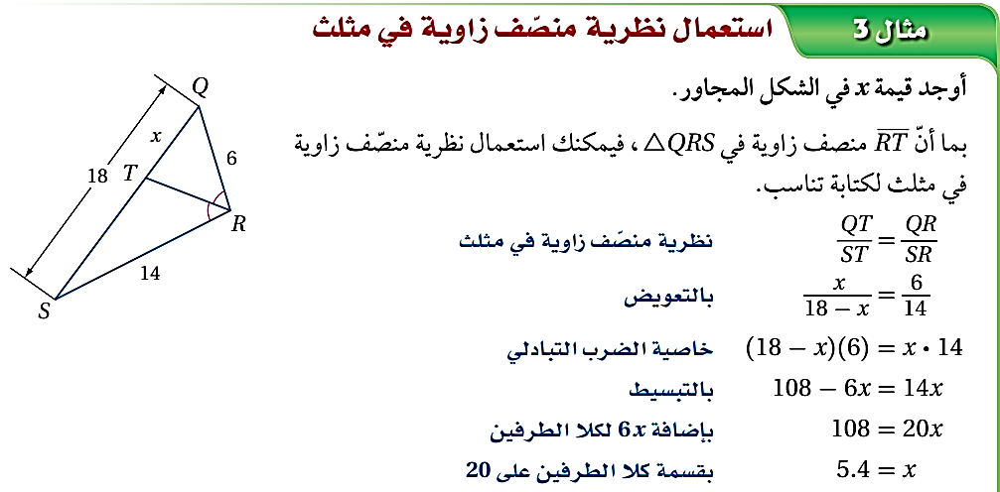 مثال 3 استعمال نظرية منصّف زاوية في مثلث
أوجد قيمة x في الشكل المجاور.
بما أنّ RT منصف زاوية في △QRS ، فيمكنك استعمال نظرية منصّف زاوية
في مثلث لكتابة تناسب.
QT/ST = QR/SR نظرية منصّف زاوية في مثلث
x/(18 − x) = 6/14 بالتعويض
(18 − x)(6) = x • 14 خاصية الضرب التبادلي
108 − 6x = 14x بالتبسيط
108 = 20x بإضافة 6x لكلا الطرفين
5.4 = x بقسمة كلا الطرفين على 20
Q
x
6
18
T
R
14
S